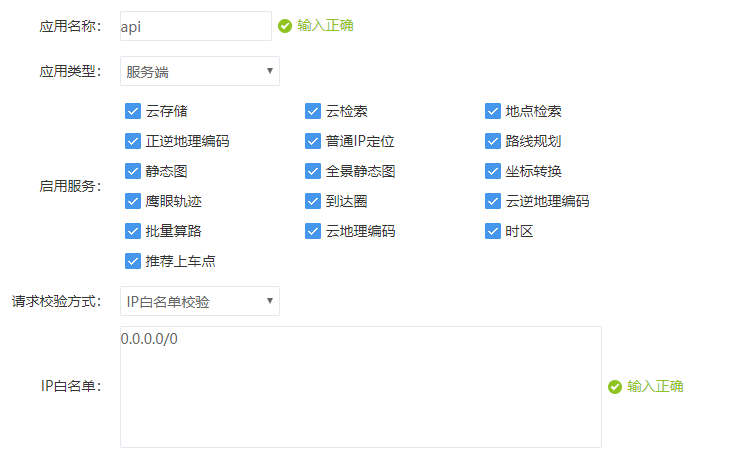 应用名称： api 输入正确
应用类型： 服务端
云存储 云检索 地点检索
正逆地理编码 普通IP定位 路线规划
静态图 全景静态图 坐标转换
启用服务：
鹰眼轨迹 到达圈 云逆地理编码
批量算路 云地理编码 时区
推荐上车点
请求校验方式： IP白名单校验
0.0.0.0/0
IP白名单： 输入正确